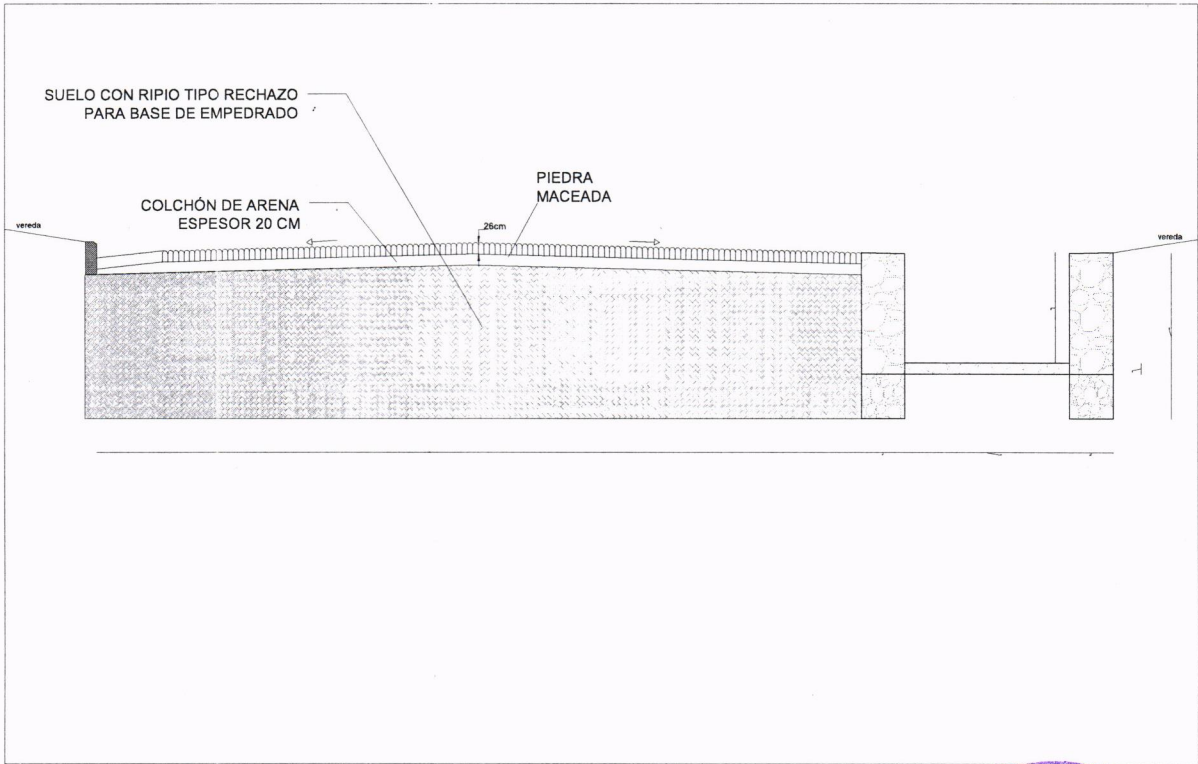 SUELO CON RIPIO TIPO RECHAZO
PARA BASE DE EMPEDRADO
COLCHÓN DE ARENA
ESPESOR 20 CM
PIEDRA
MACEADA
26cm
vereda
vereda